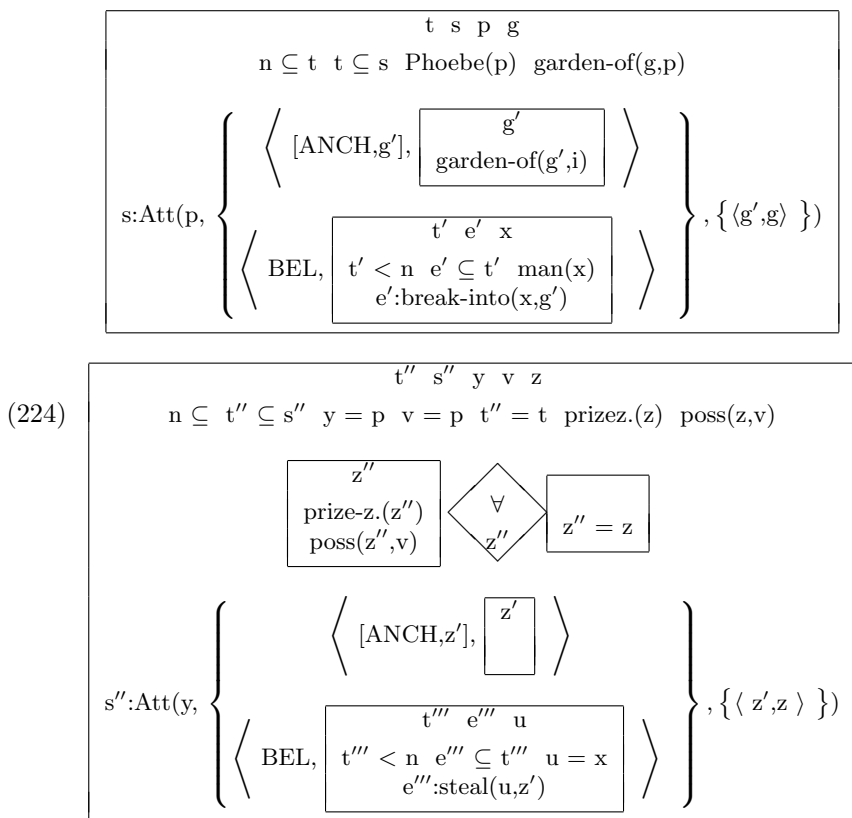 t s p g
n ⊆ t t ⊆ s Phoebe(p) garden-of(g,p)
g′
⟨ [ANCH,g′], garden-of(g′,i) ⟩
s:Att(p, { } , { ⟨g′,g⟩ })
t′ e′ x
⟨ BEL, t′ < n e′ ⊆ t′ man(x) ⟩
e′:break-into(x,g′)
t′′ s′′ y v z
(224) n ⊆ t′′ ⊆ s′′ y = p v = p t′′ = t prizez.(z) poss(z,v)
z′′
prize-z.(z′′) ∀ z′′ = z
poss(z′′,v) z′′
z′
⟨ [ANCH,z′], ⟩
s′′:Att(y, { } , { ⟨ z′,z ⟩ })
t′′′ e′′′ u
⟨ BEL, t′′′ < n e′′′ ⊆ t′′′ u = x ⟩
e′′′:steal(u,z′)